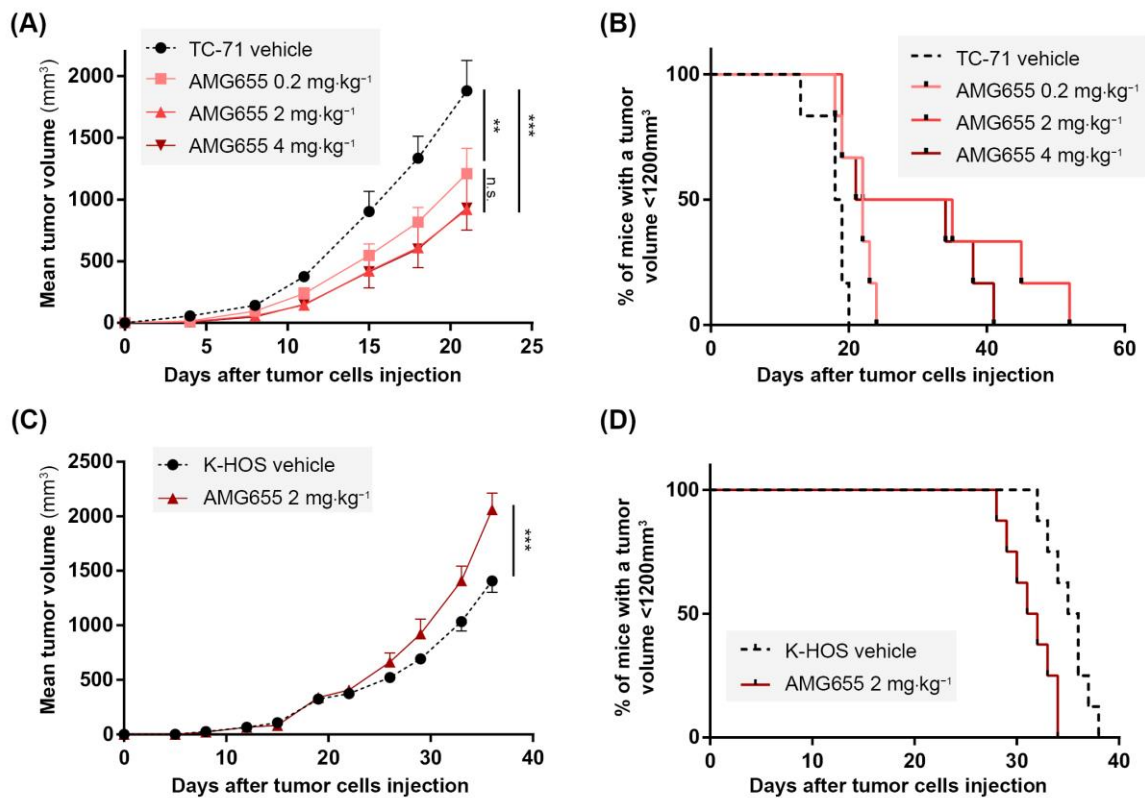 (A)
Mean tumor volume (mm³)
2000
1500
1000
500
0
TC-71 vehicle
AMG655 0.2 mg·kg⁻¹
AMG655 2 mg·kg⁻¹
AMG655 4 mg·kg⁻¹
**
n.s.
***
0 5 10 15 20 25
Days after tumor cells injection
(B)
% of mice with a tumor
volume <1200mm³
100
50
0
TC-71 vehicle
AMG655 0.2 mg·kg⁻¹
AMG655 2 mg·kg⁻¹
AMG655 4 mg·kg⁻¹
0 20 40 60
Days after tumor cells injection
(C)
Mean tumor volume (mm³)
2500
2000
1500
1000
500
0
K-HOS vehicle
AMG655 2 mg·kg⁻¹
***
0 10 20 30 40
Days after tumor cells injection
(D)
% of mice with a tumor
volume <1200mm³
100
50
0
K-HOS vehicle
AMG655 2 mg·kg⁻¹
0 10 20 30 40
Days after tumor cells injection